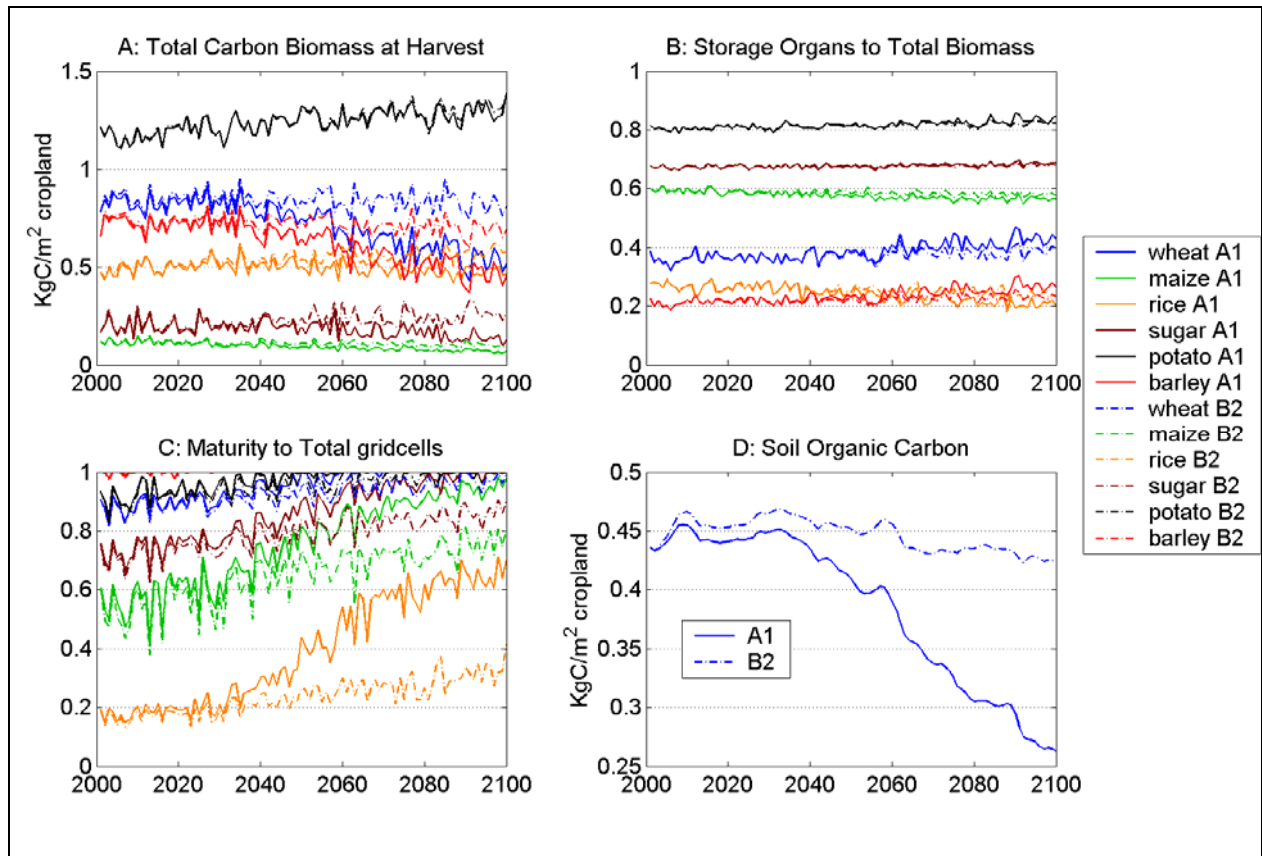 A: Total Carbon Biomass at Harvest
KgC/m² cropland
1.5
1
0.5
0
2000 2020 2040 2060 2080 2100
B: Storage Organs to Total Biomass
1
0.8
0.6
0.4
0.2
0
2000 2020 2040 2060 2080 2100
C: Maturity to Total gridcells
1
0.8
0.6
0.4
0.2
0
2000 2020 2040 2060 2080 2100
D: Soil Organic Carbon
KgC/m² cropland
0.5
0.45
0.4
0.35
0.3
0.25
A1
B2
2000 2020 2040 2060 2080 2100
wheat A1
maize A1
rice A1
sugar A1
potato A1
barley A1
wheat B2
maize B2
rice B2
sugar B2
potato B2
barley B2